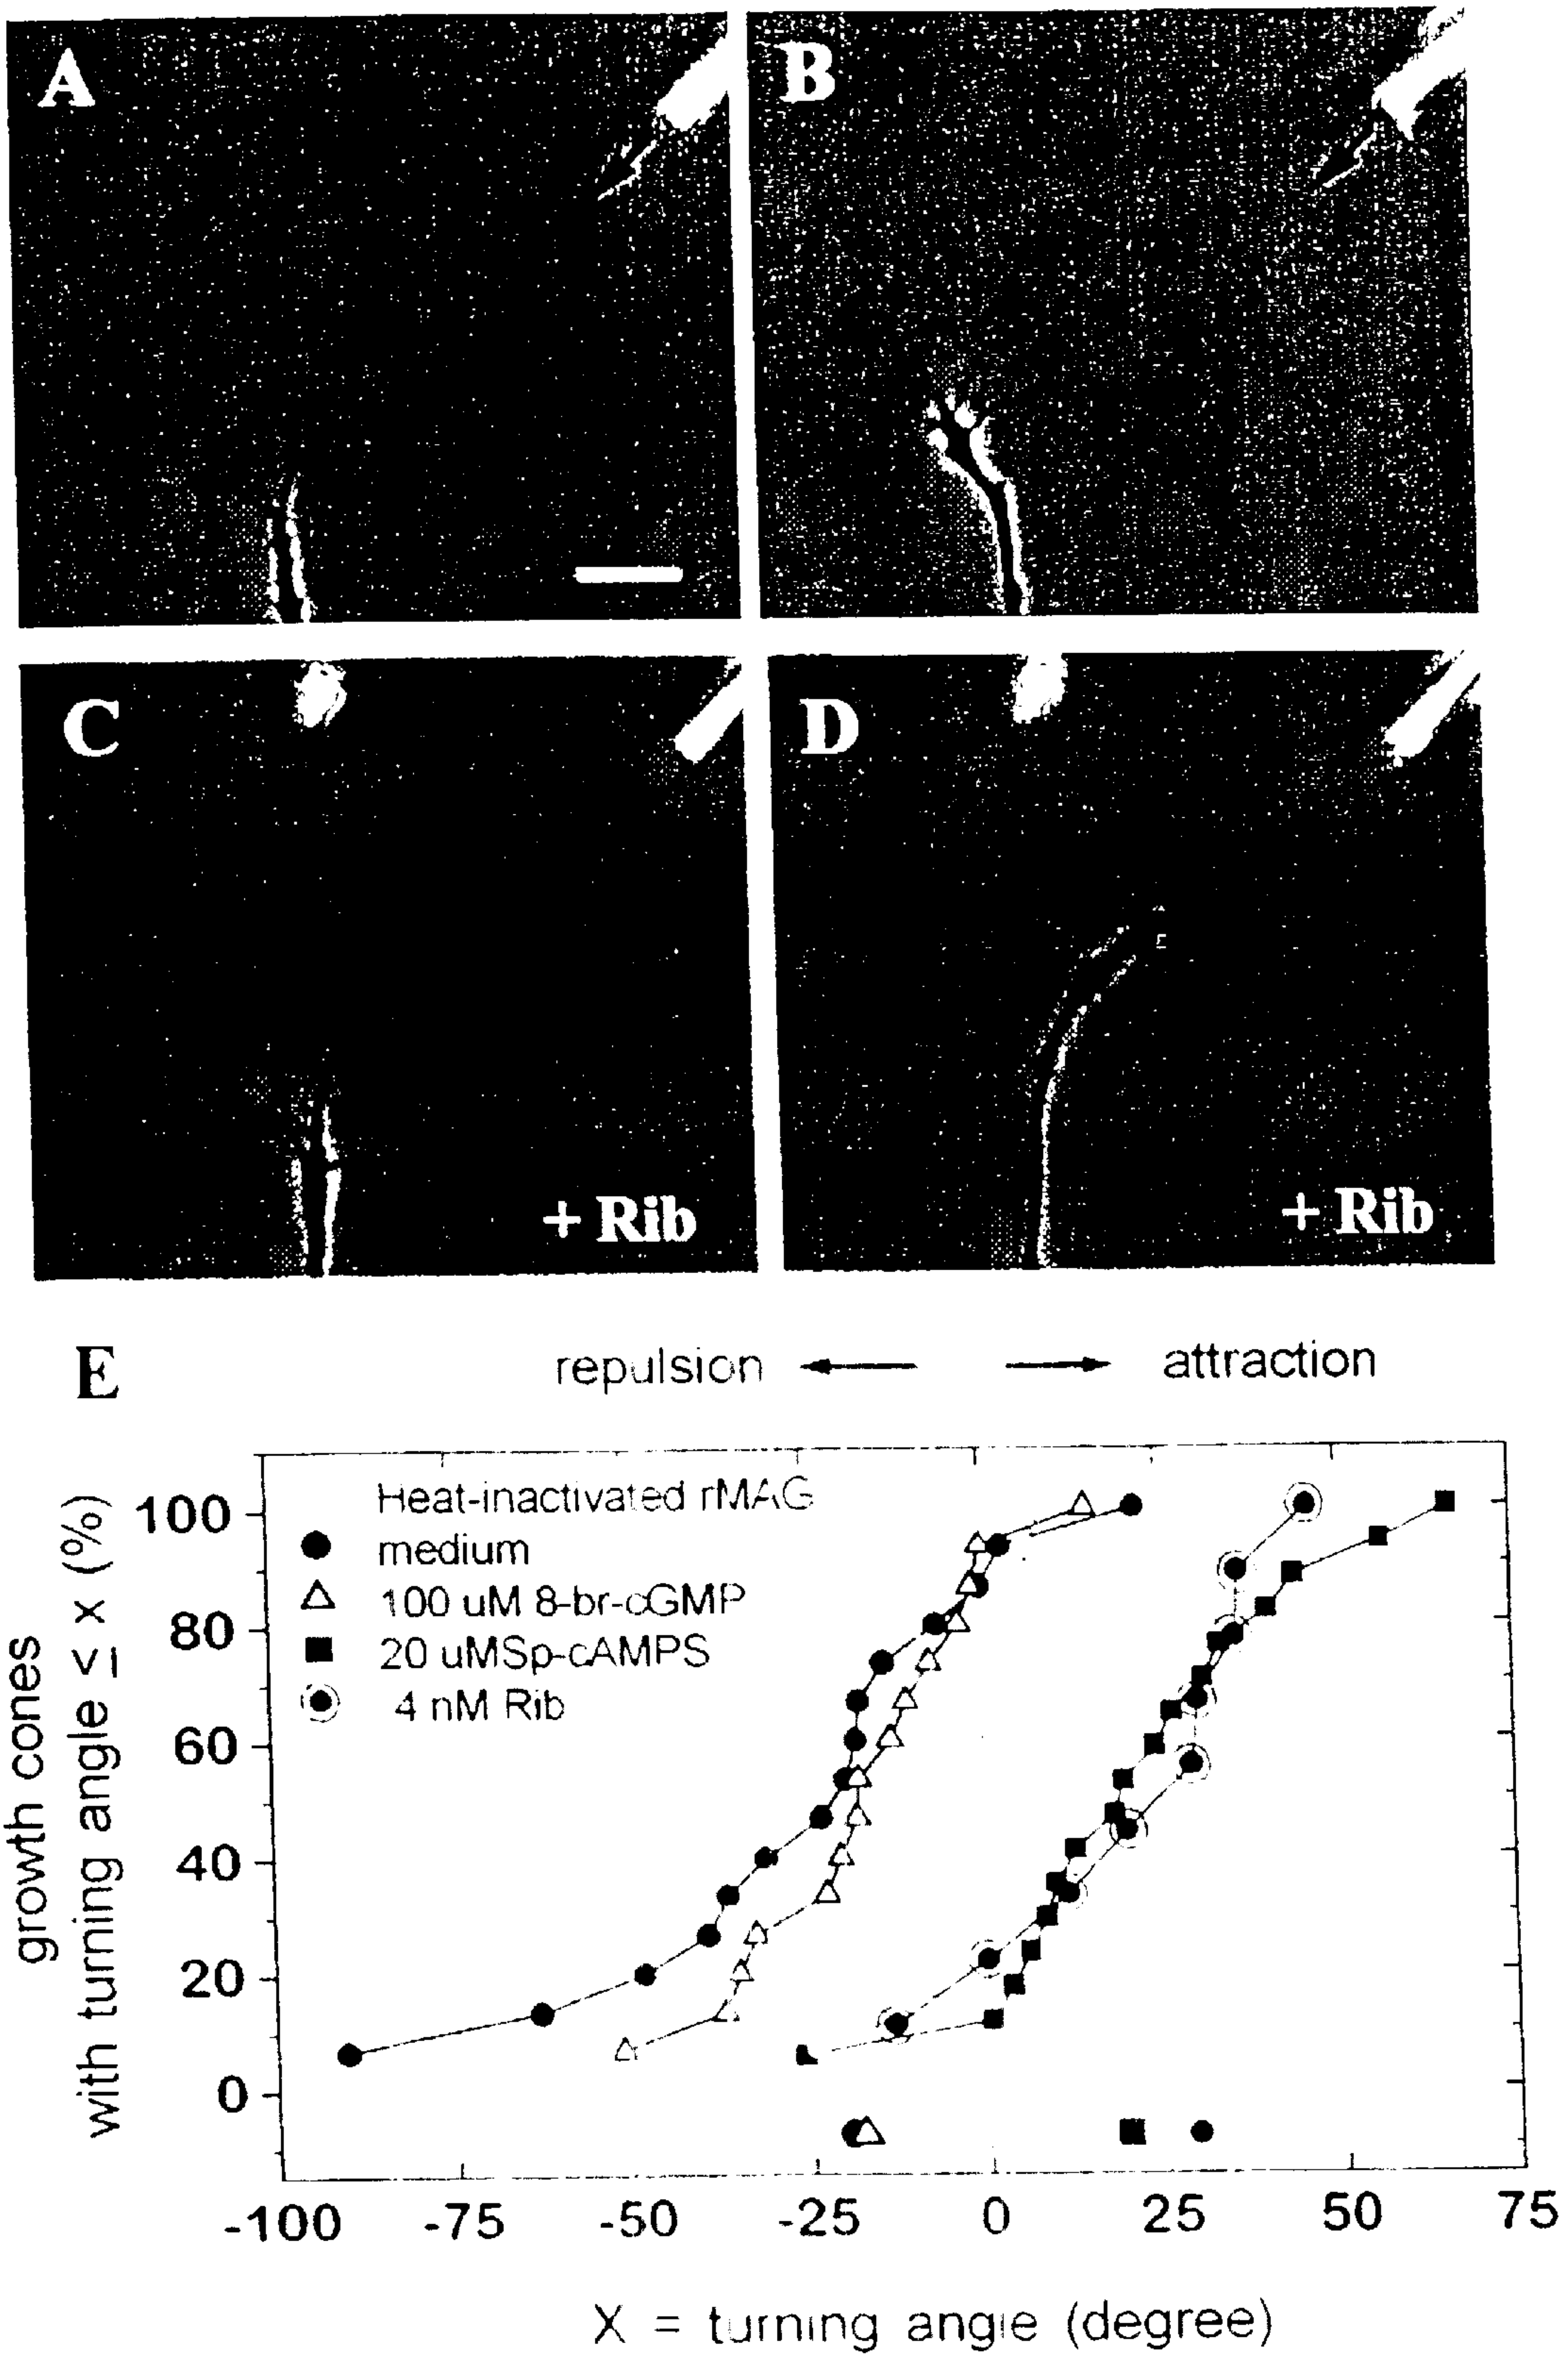 A
B
C
D
+ Rib
+ Rib
E
repulsion
attraction
growth cones
with turning angle ≤ x (%)
100
80
60
40
20
0
Heat-inactivated rMAG
medium
100 uM 8-br-cGMP
20 uMSp-cAMPS
4 nM Rib
-100
-75
-50
-25
0
25
50
75
X = turning angle (degree)